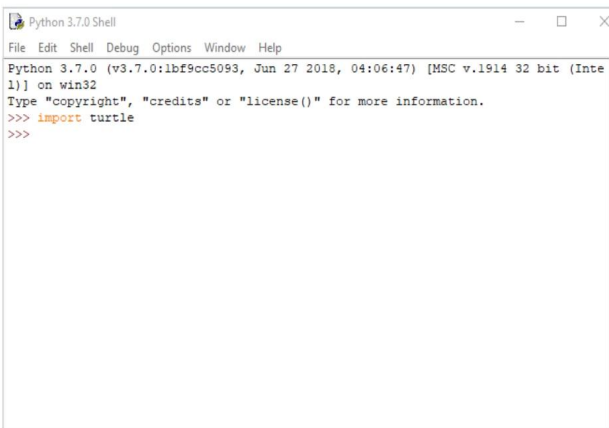 Python 3.7.0 Shell
File Edit Shell Debug Options Window Help
Python 3.7.0 (v3.7.0:1bf9cc5093, Jun 27 2018, 04:06:47) [MSC v.1914 32 bit (Inte
l)] on win32
Type "copyright", "credits" or "license()" for more information.
>>> import turtle
>>>